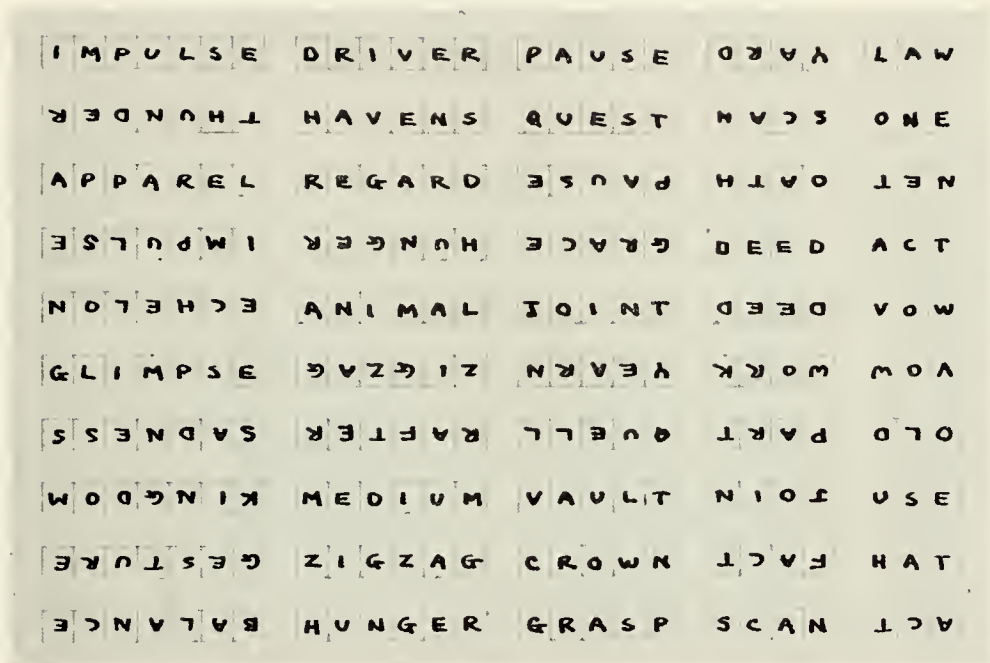 IMPULSE DRIVER PAUSE YARD LAW
THUNDER HAVENS QUEST SCAN ONE
APPAREL REGARD PAUSE OATH NET
IMPULSE HUNGER GRACE DEED ACT
ECHELON ANIMAL JOINT DEED VOW
GLIMPSE ZIGZAG YEARN WORK VOW
SADNESS RAFTER QUELL PART OLD
KINGDOM MEDIUM VAULT JOIN USE
GESTURE ZIGZAG CROWN FACT HAT
BALANCE HUNGER GRASP SCAN ACT